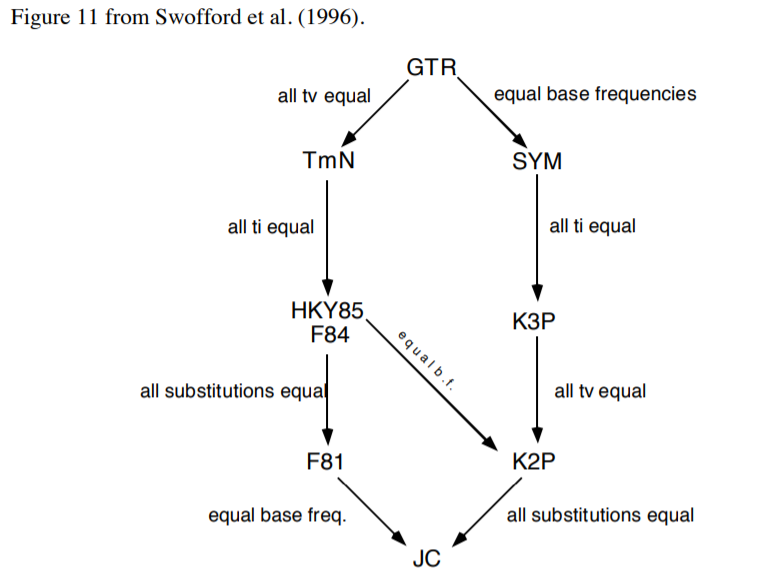 Figure 11 from Swofford et al. (1996).
GTR
all tv equal
equal base frequencies
TmN
SYM
all ti equal
all ti equal
HKY85
F84
K3P
equal b.f.
all substitutions equal
all tv equal
F81
K2P
equal base freq.
all substitutions equal
JC